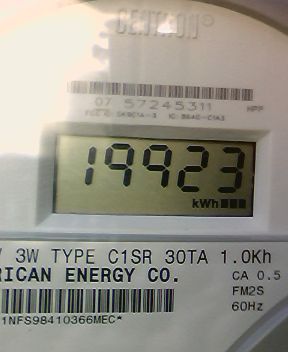 CENTRON®
07 57245311
HPP
19923
kWh
V 3W TYPE C1SR 30TA 1.0Kh
RICAN ENERGY CO.
CA 0.5
FM2S
60Hz
1NFS98410366MEC*